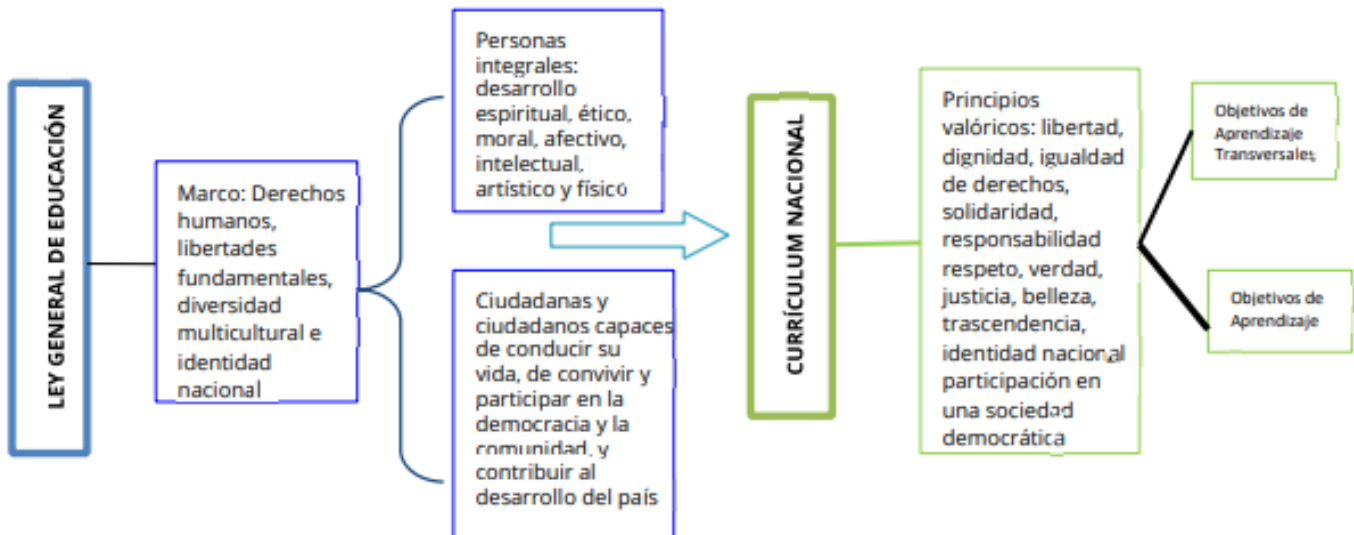 LEY GENERAL DE EDUCACIÓN
Marco: Derechos
humanos,
libertades
fundamentales,
diversidad
multicultural e
identidad
nacional
Personas
integrales:
desarrollo
espiritual, ético,
moral, afectivo,
intelectual,
artístico y físico
Ciudadanas y
ciudadanos capaces
de conducir su
vida, de convivir y
participar en la
democracia y la
comunidad, y
contribuir al
desarrollo del país
CURRÍCULUM NACIONAL
Principios
valóricos: libertad,
dignidad, igualdad
de derechos,
solidaridad,
responsabilidad
respeto, verdad,
justicia, belleza,
trascendencia,
identidad nacional
participación en
una sociedad
democrática
Objetivos de
Aprendizaje
Transversales,
Objetivos de
Aprendizaje